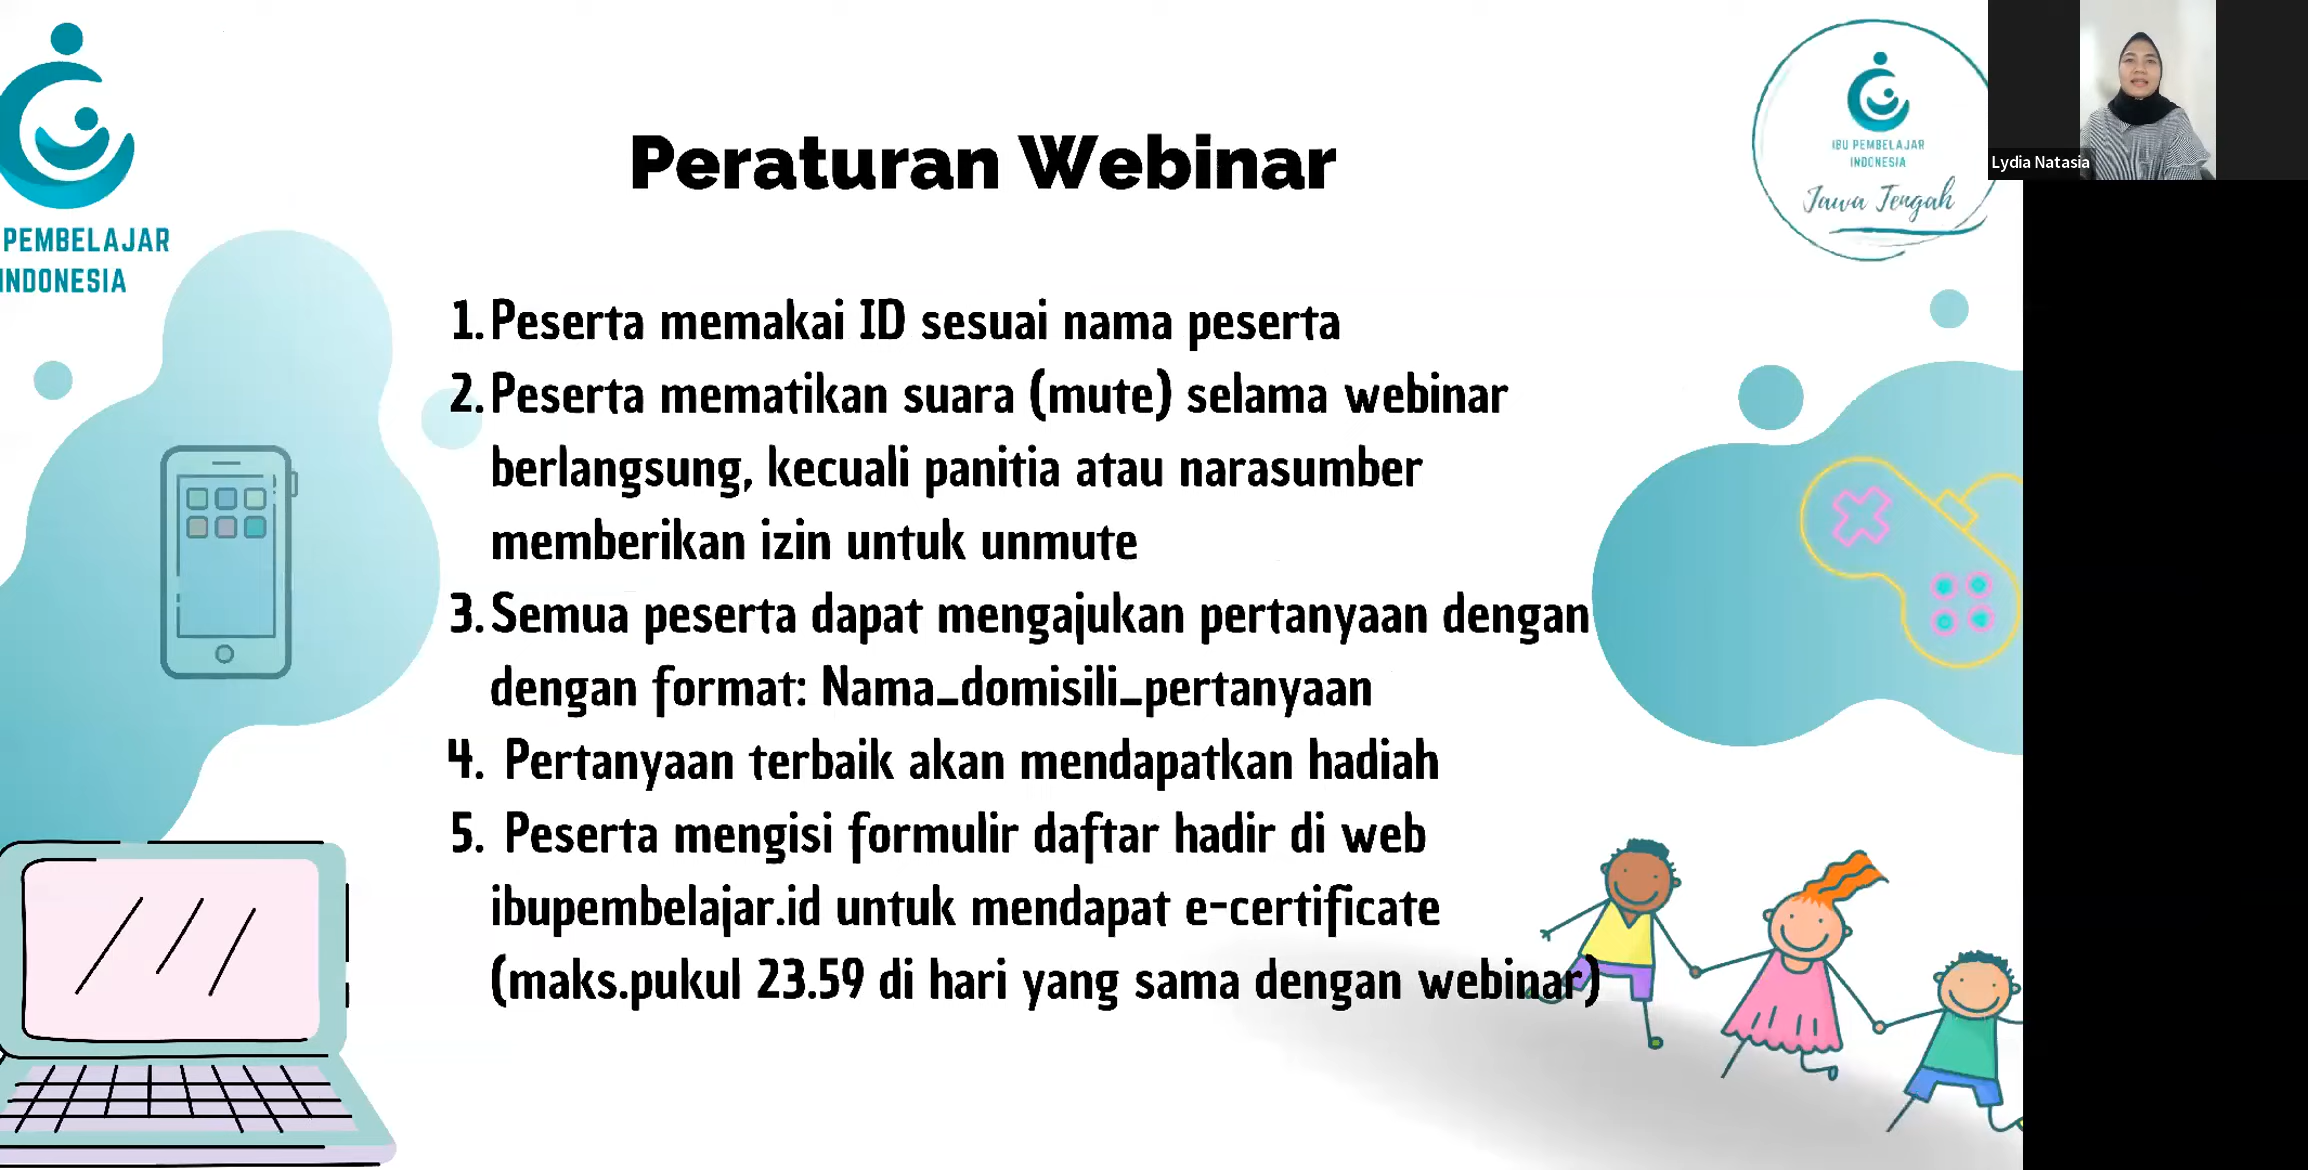 PEMBELAJAR
INDONESIA
Peraturan Webinar
IBU PEMBELAJAR
INDONESIA
Jawa Tengah
Lydia Natasia
1. Peserta memakai ID sesuai nama peserta
2. Peserta mematikan suara (mute) selama webinar
berlangsung, kecuali panitia atau narasumber
memberikan izin untuk unmute
3. Semua peserta dapat mengajukan pertanyaan dengan
dengan format: Nama_domisili_pertanyaan
4. Pertanyaan terbaik akan mendapatkan hadiah
5. Peserta mengisi formulir daftar hadir di web
ibupembelajar.id untuk mendapat e-certificate
(maks.pukul 23.59 di hari yang sama dengan webinar)